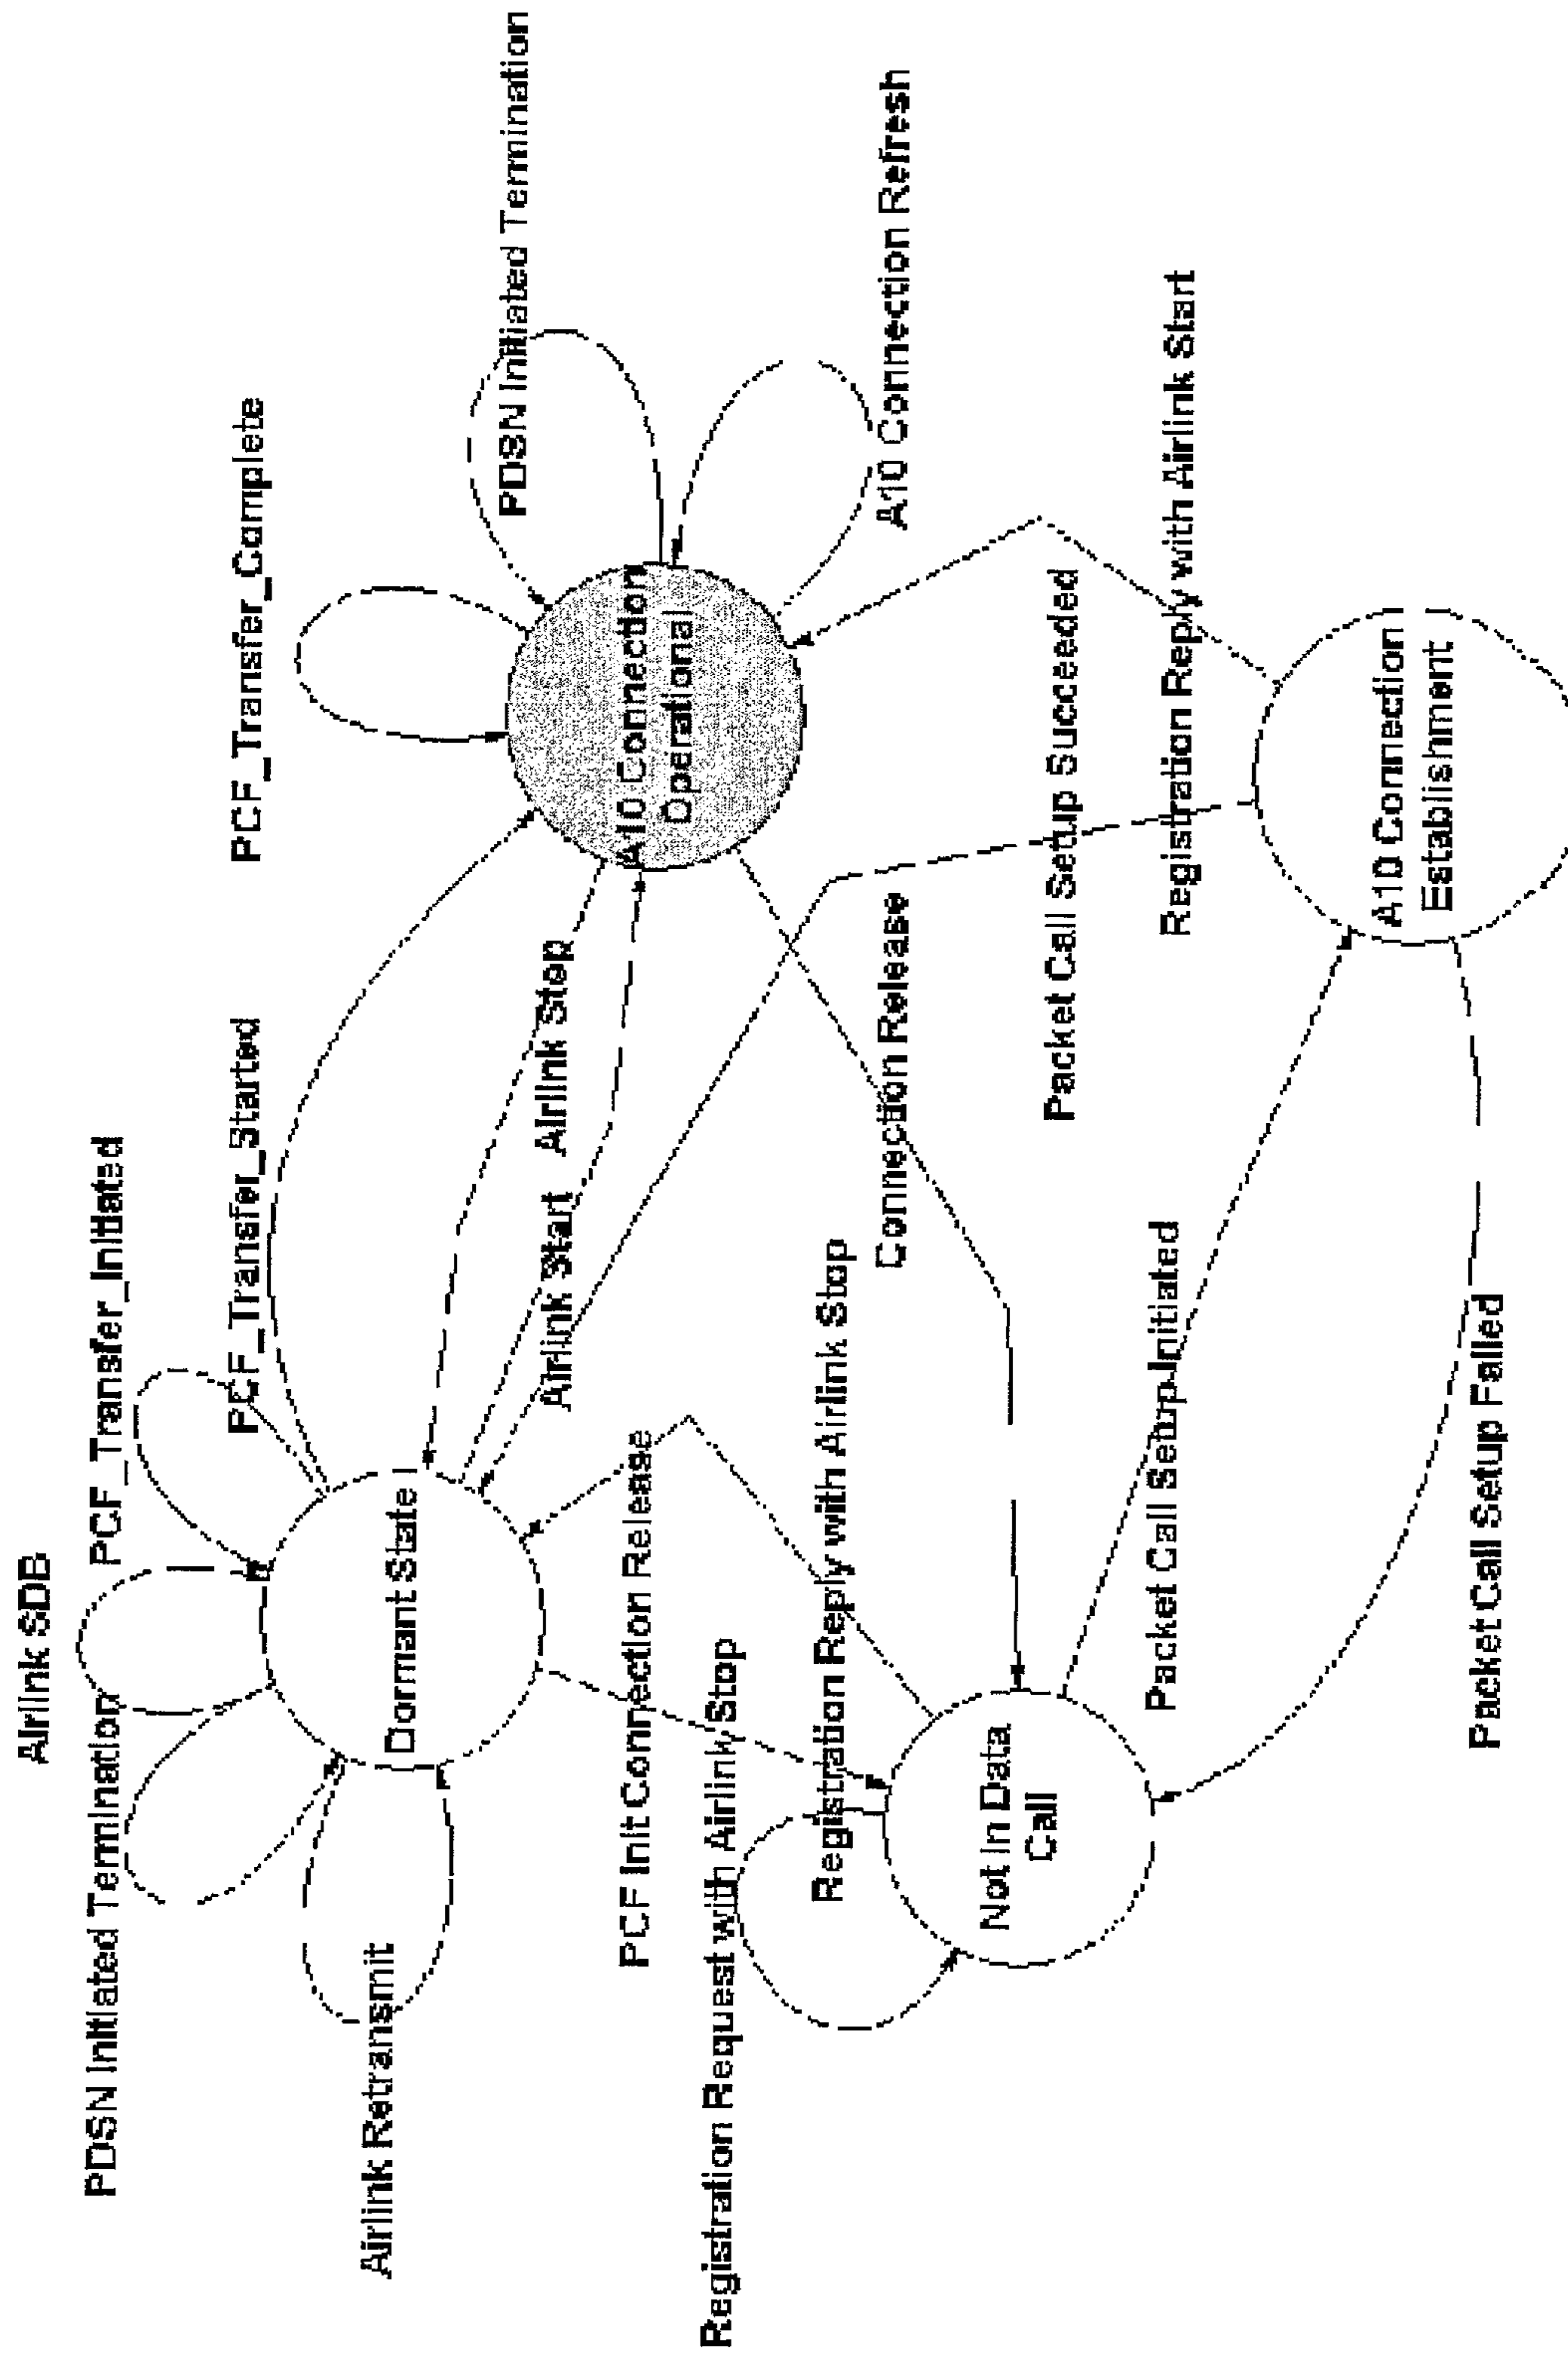 Airlink SDB
PDSN Initiated Termination
PCF_Transfer_Initiated
PCF_Transfer_Started
PCF_Transfer_Complete
Airlink Retransmit
Dormant State
PDSN Initiated Termination
Airlink Start
Airlink Stop
A10 Connection
Operational
PCF Init Connection Release
Registration Request with Airlink Stop
Registration Reply with Airlink Stop
Connection Release
A10 Connection Refresh
Not In Data
Call
Packet Call Setup Succeeded
Packet Call Setup Initiated
Registration Reply with Airlink Start
A10 Connection
Establishment
Packet Call Setup Failed